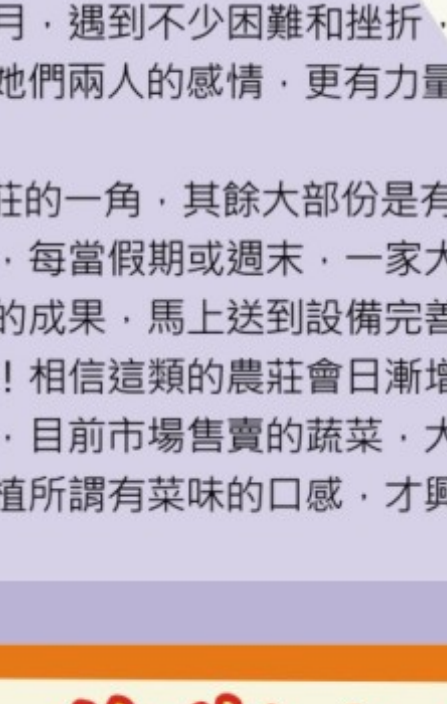 月，遇到不少困難和挫折，
她們兩人的感情，更有力量
莊的一角，其餘大部份是有
，每當假期或週末，一家大
的成果，馬上送到設備完善
！相信這類的農莊會日漸增
，目前市場售賣的蔬菜，大
植所謂有菜味的口感，才興